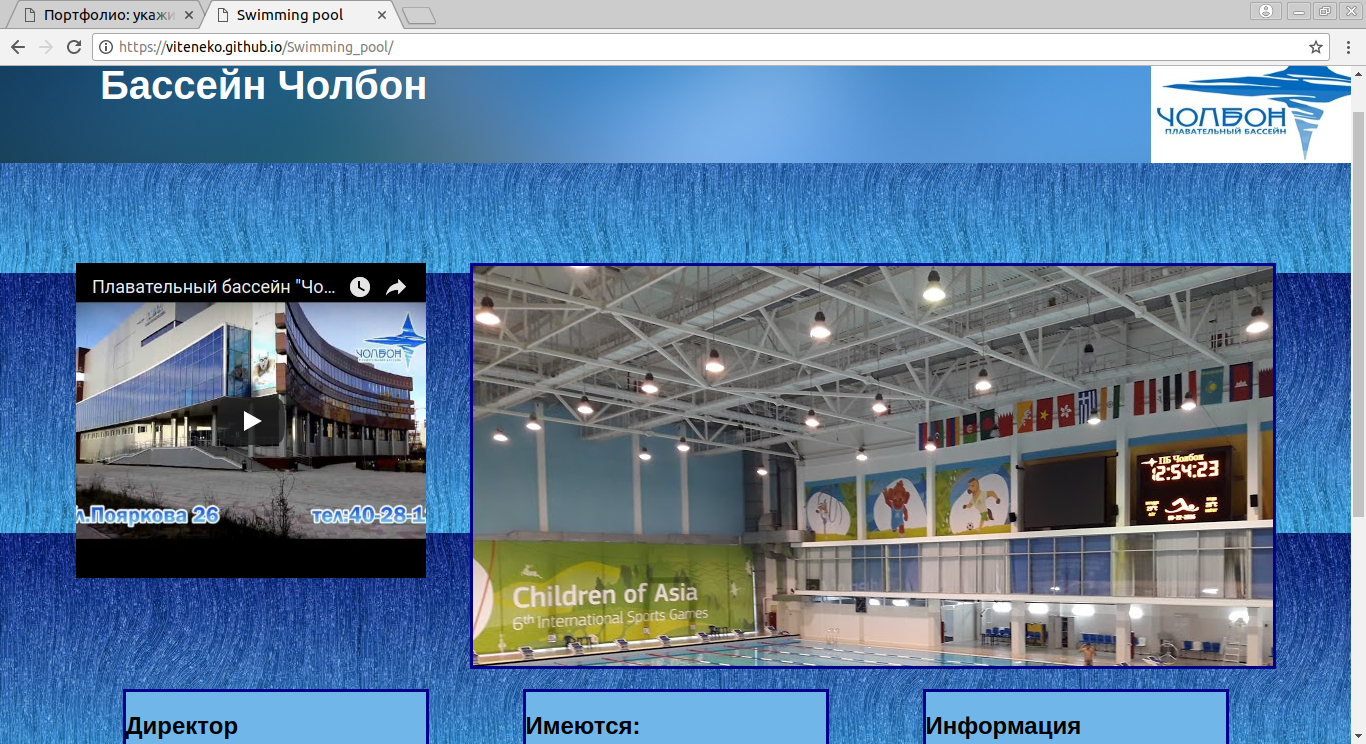 Портфолио: укажи
Swimming pool
https://viteneko.github.io/Swimming_pool/
Бассейн Чолбон
ЧОЛБОН
ПЛАВАТЕЛЬНЫЙ БАССЕЙН
Плавательный бассейн "Чо...
ЧОЛБОН
л.Пояркова 26
тел:40-28-1
ПБ Чолбон
12:54:23
Children of Asia
6th International Sports Games
Директор
Имеются:
Информация